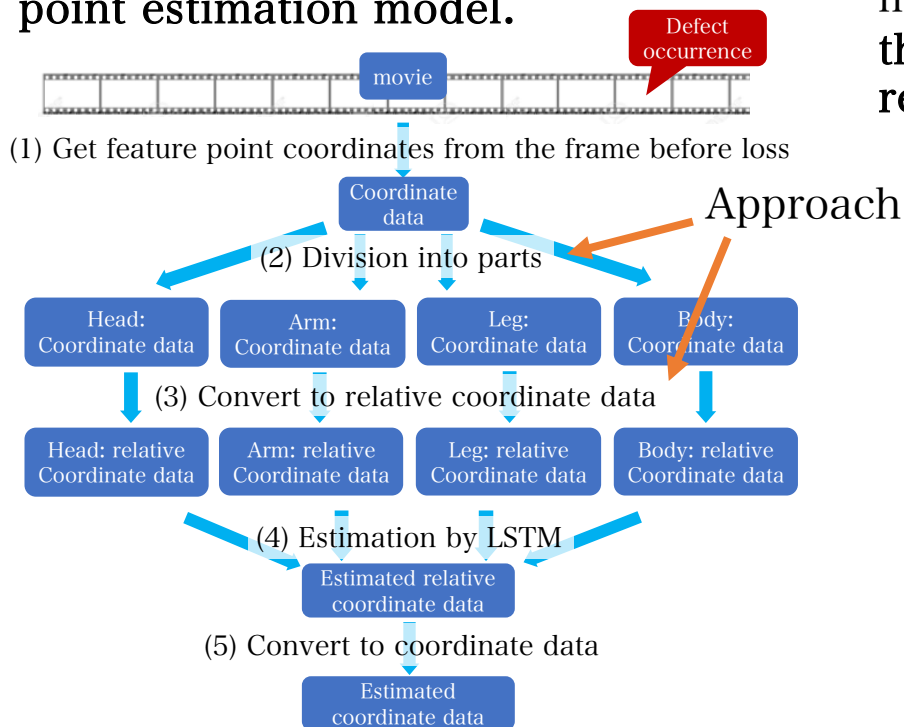 point estimation model.
Defect
occurrence
movie
th
re
(1) Get feature point coordinates from the frame before loss
Coordinate
data
Approach
(2) Division into parts
Head:
Coordinate data
Arm:
Coordinate data
Leg:
Coordinate data
Body:
Coordinate data
(3) Convert to relative coordinate data
Head: relative
Coordinate data
Arm: relative
Coordinate data
Leg: relative
Coordinate data
Body: relative
Coordinate data
(4) Estimation by LSTM
Estimated relative
coordinate data
(5) Convert to coordinate data
Estimated
coordinate data